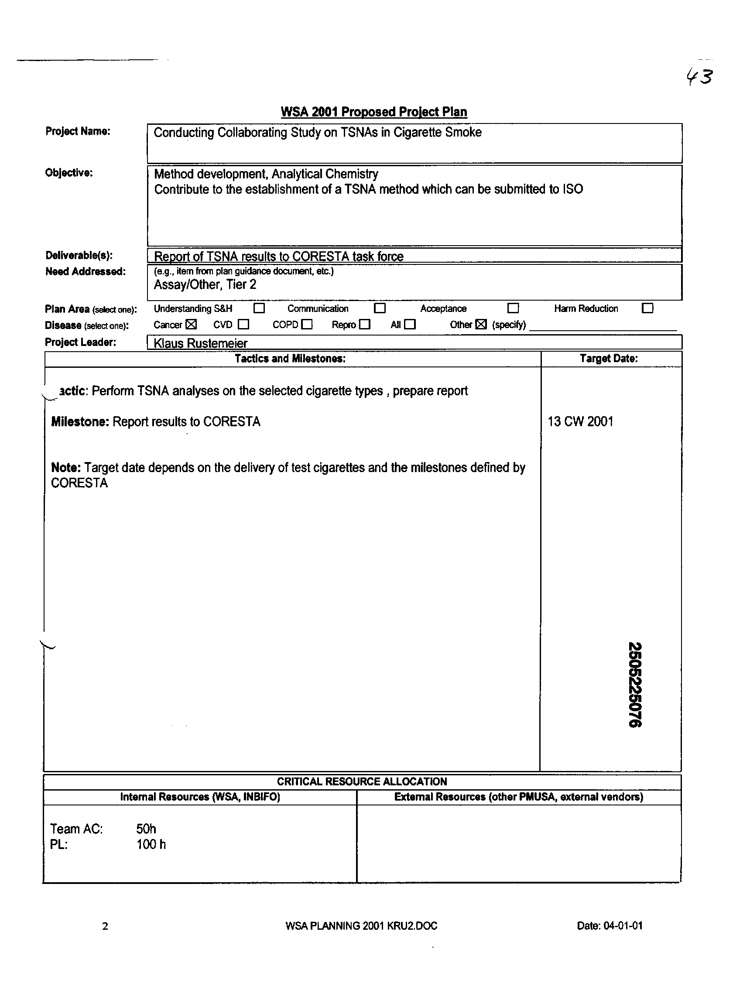 43
WSA 2001 Proposed Project Plan
Project Name: Conducting Collaborating Study on TSNAs in Cigarette Smoke
Objective: Method development, Analytical Chemistry
Contribute to the establishment of a TSNA method which can be submitted to ISO
Deliverable(s): Report of TSNA results to CORESTA task force
Need Addressed: (e.g., item from plan guidance document, etc.)
Assay/Other, Tier 2
Plan Area (select one): Understanding S&H ☐ Communication ☐ Acceptance ☐ Harm Reduction ☐
Disease (select one): Cancer ☒ CVD ☐ COPD ☐ Repro ☐ All ☐ Other ☒ (specify)
Project Leader: Klaus Rustemeier
Tactics and Milestones: Target Date:
actic: Perform TSNA analyses on the selected cigarette types , prepare report
Milestone: Report results to CORESTA 13 CW 2001
Note: Target date depends on the delivery of test cigarettes and the milestones defined by
CORESTA
2505225076
CRITICAL RESOURCE ALLOCATION
Internal Resources (WSA, INBIFO) External Resources (other PMUSA, external vendors)
Team AC: 50h
PL: 100 h
2 WSA PLANNING 2001 KRU2.DOC Date: 04-01-01